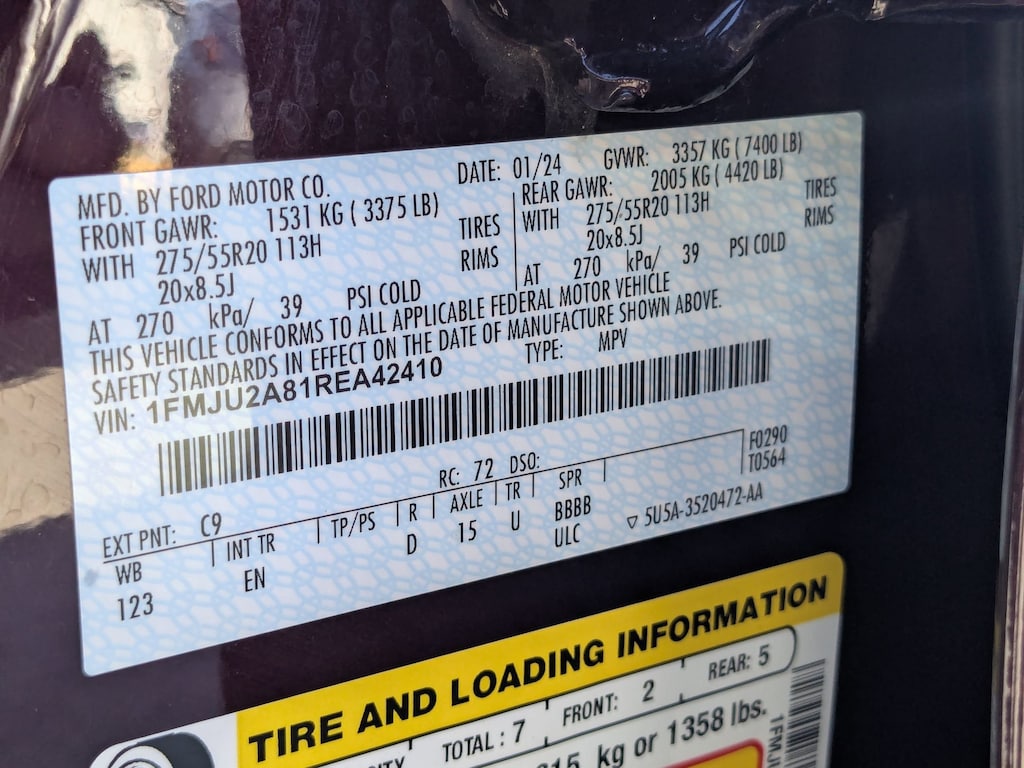 MFD. BY FORD MOTOR CO. DATE: 01/24 GVWR: 3357 KG ( 7400 LB)
FRONT GAWR: 1531 KG ( 3375 LB) REAR GAWR: 2005 KG ( 4420 LB)
WITH 275/55R20 113H TIRES WITH 275/55R20 113H TIRES
20x8.5J RIMS 20x8.5J RIMS
AT 270 kPa/ 39 PSI COLD AT 270 kPa/ 39 PSI COLD
THIS VEHICLE CONFORMS TO ALL APPLICABLE FEDERAL MOTOR VEHICLE
SAFETY STANDARDS IN EFFECT ON THE DATE OF MANUFACTURE SHOWN ABOVE.
VIN: 1FMJU2A81REA42410 TYPE: MPV
F0290
T0564
EXT PNT: C9 RC: 72 DSO:
WB INT TR TP/PS R AXLE TR SPR
123 EN D 15 U BBBB
ULC
5U5A-3520472-AA
TIRE AND LOADING INFORMATION
TOTAL : 7 FRONT: 2 REAR: 5
kg or 1358 lbs.